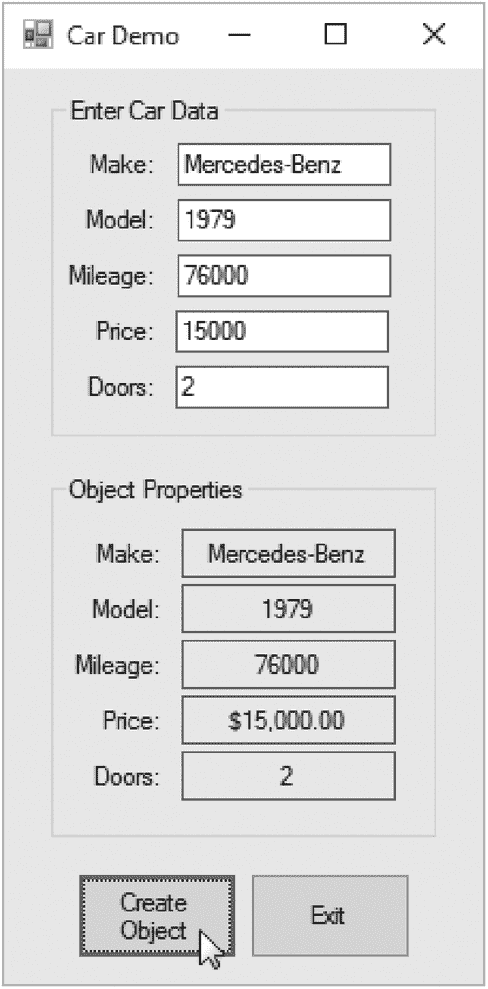 Car Demo
Enter Car Data
Make: Mercedes-Benz
Model: 1979
Mileage: 76000
Price: 15000
Doors: 2
Object Properties
Make: Mercedes-Benz
Model: 1979
Mileage: 76000
Price: $15,000.00
Doors: 2
Create
Object
Exit